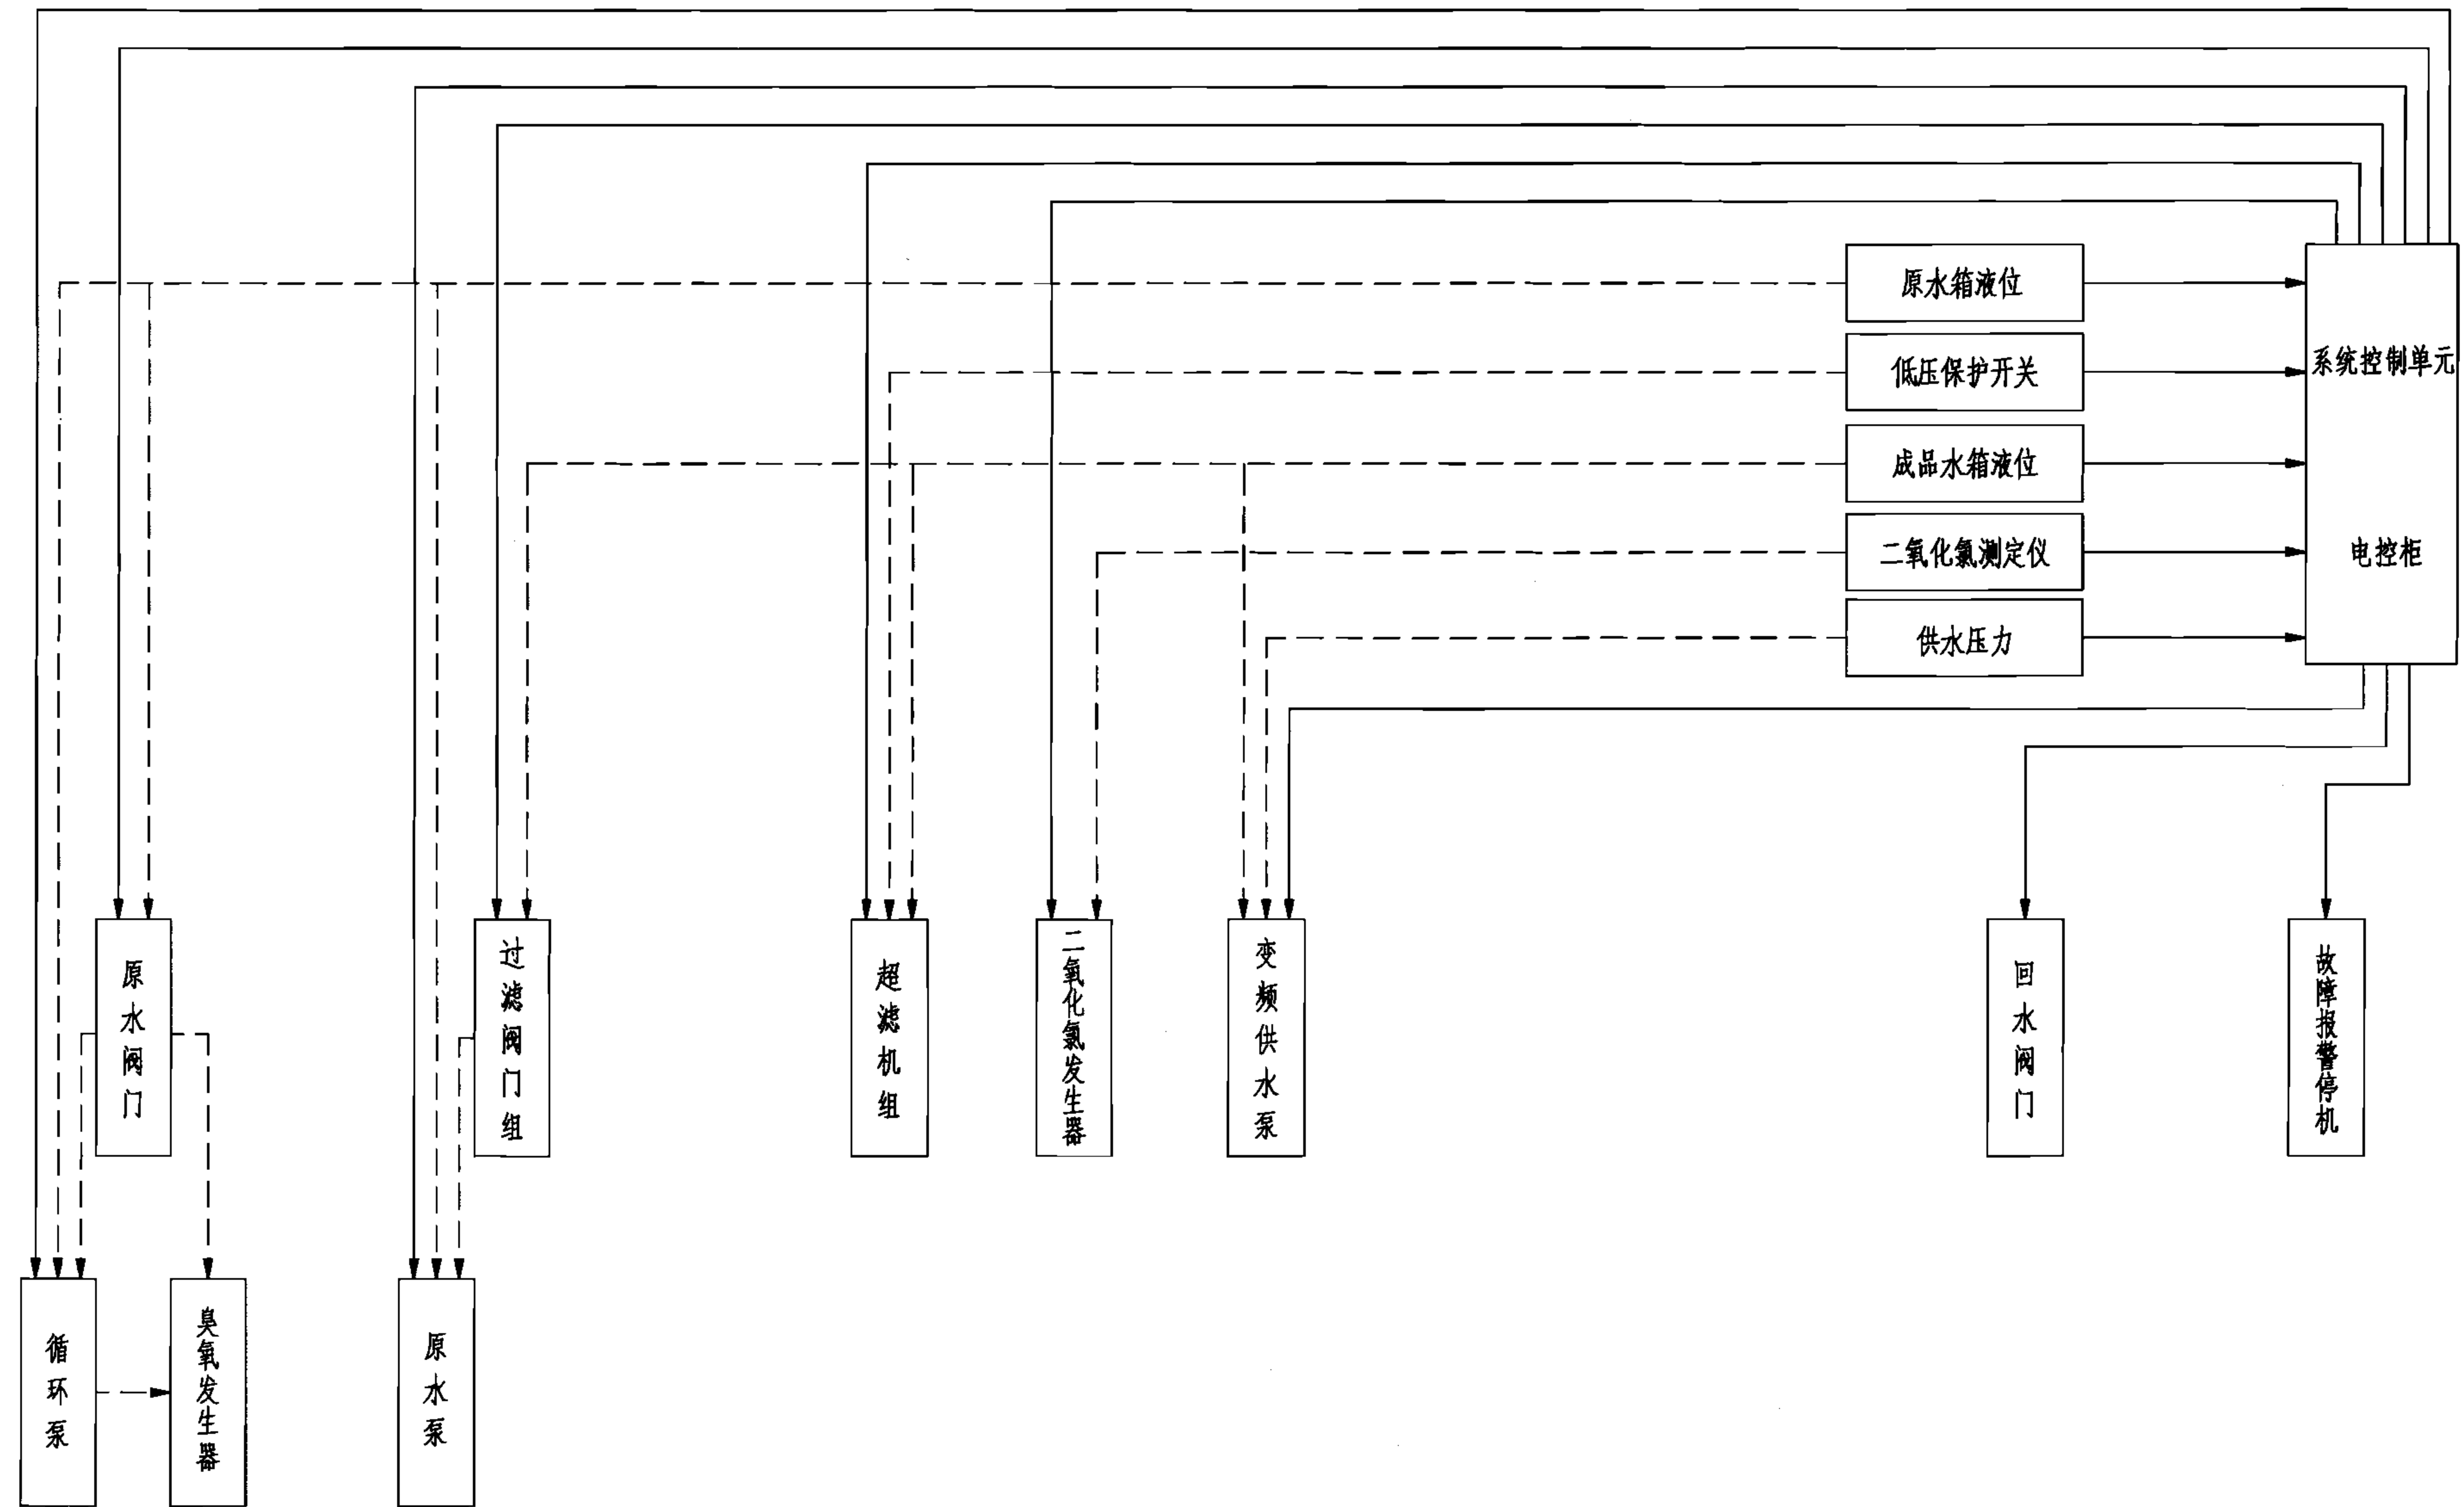 原水箱液位
低压保护开关
系统控制单元
成品水箱液位
二氧化氯测定仪
电控柜
供水压力
原水阀门
过滤阀门组
超滤机组
二氧化氯发生器
变频供水泵
回水阀门
故障报警停机
循环泵
臭氧发生器
原水泵